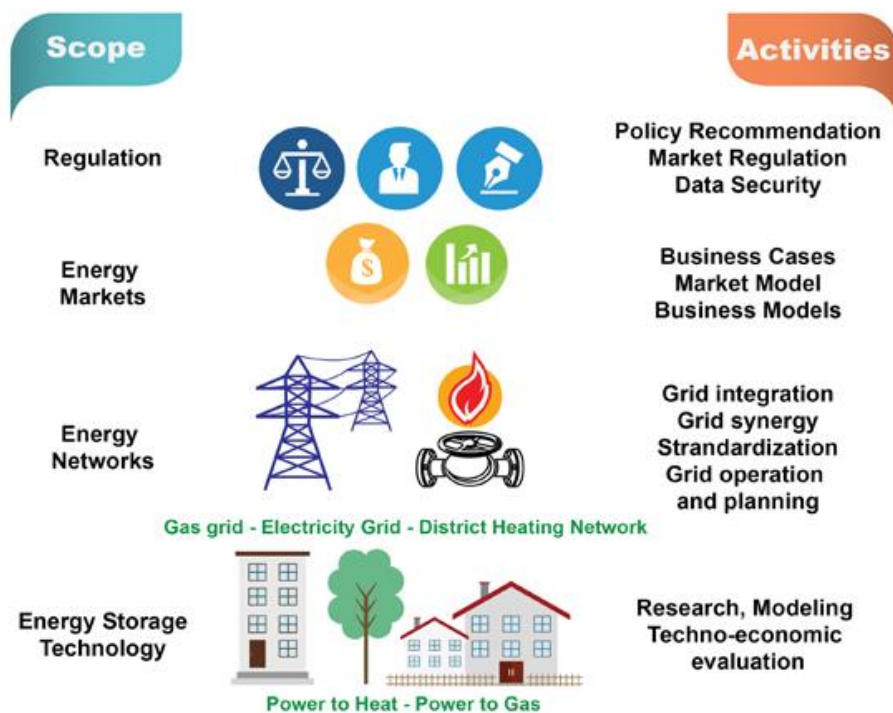 Scope
Activities
Regulation
Policy Recommendation
Market Regulation
Data Security
Energy
Markets
$
Business Cases
Market Model
Business Models
Energy
Networks
Grid integration
Grid synergy
Strandardization
Grid operation
and planning
Gas grid - Electricity Grid - District Heating Network
Energy Storage
Technology
Research, Modeling
Techno-economic
evaluation
Power to Heat - Power to Gas